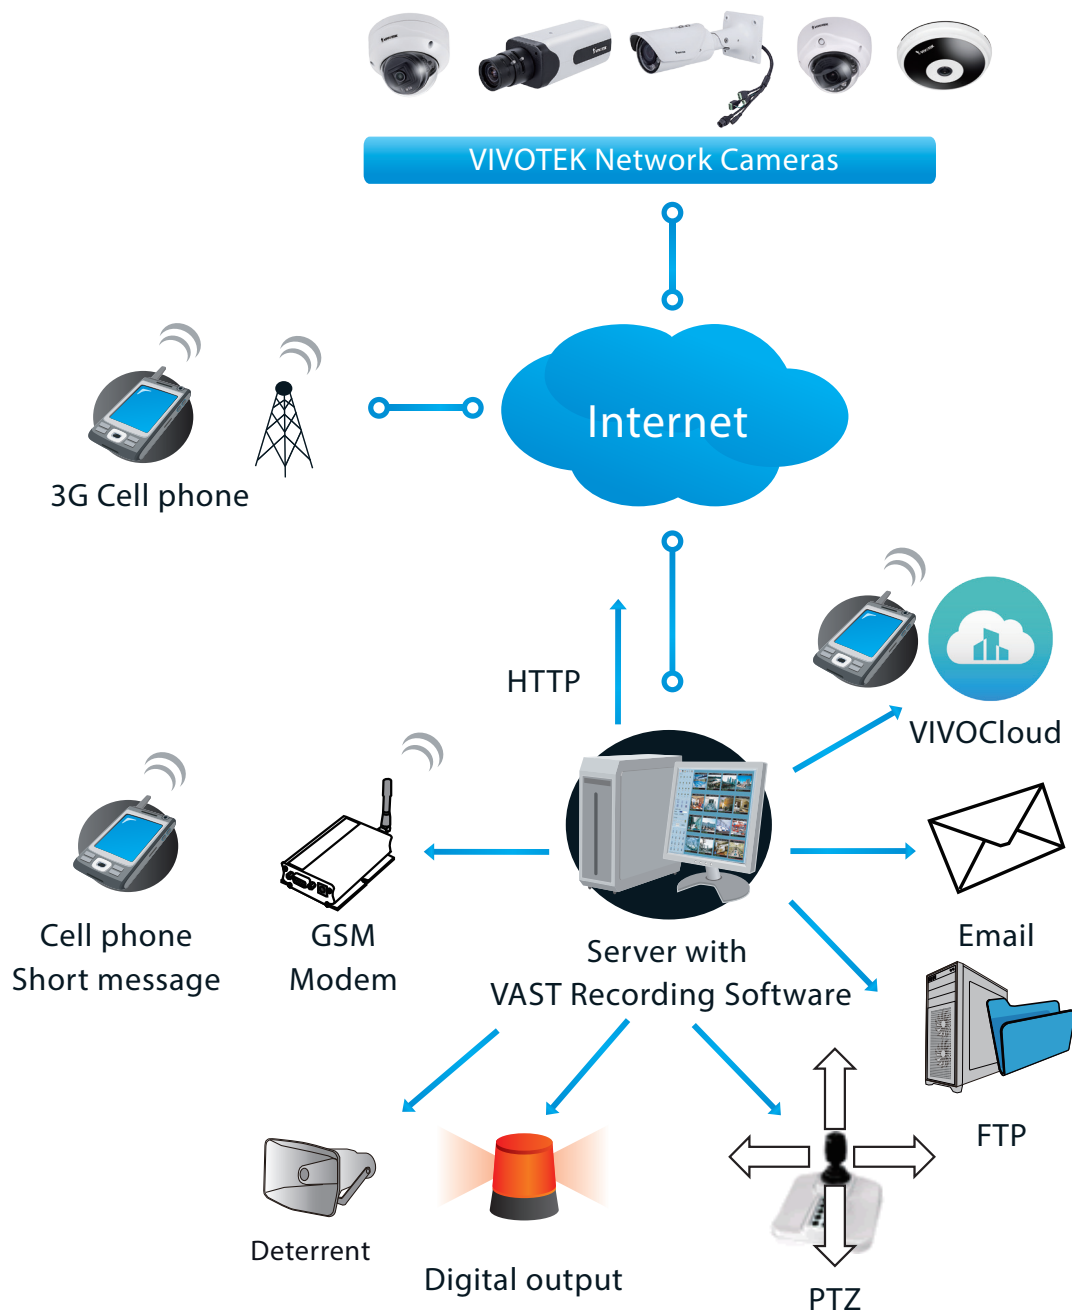 VIVOTEK Network Cameras
Internet
3G Cell phone
HTTP
VIVOCloud
Cell phone
Short message
GSM
Modem
Server with
VAST Recording Software
Email
FTP
Deterrent
Digital output
PTZ